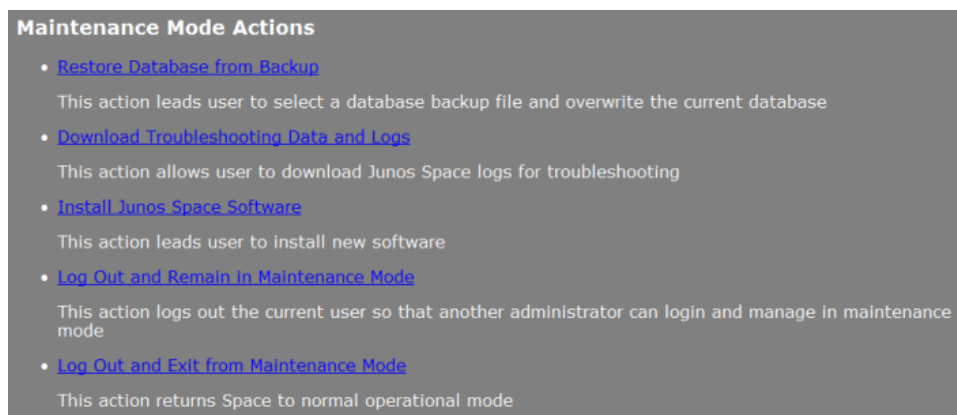 Maintenance Mode Actions
• Restore Database from Backup
This action leads user to select a database backup file and overwrite the current database
• Download Troubleshooting Data and Logs
This action allows user to download Junos Space logs for troubleshooting
• Install Junos Space Software
This action leads user to install new software
• Log Out and Remain in Maintenance Mode
This action logs out the current user so that another administrator can login and manage in maintenance
mode
• Log Out and Exit from Maintenance Mode
This action returns Space to normal operational mode